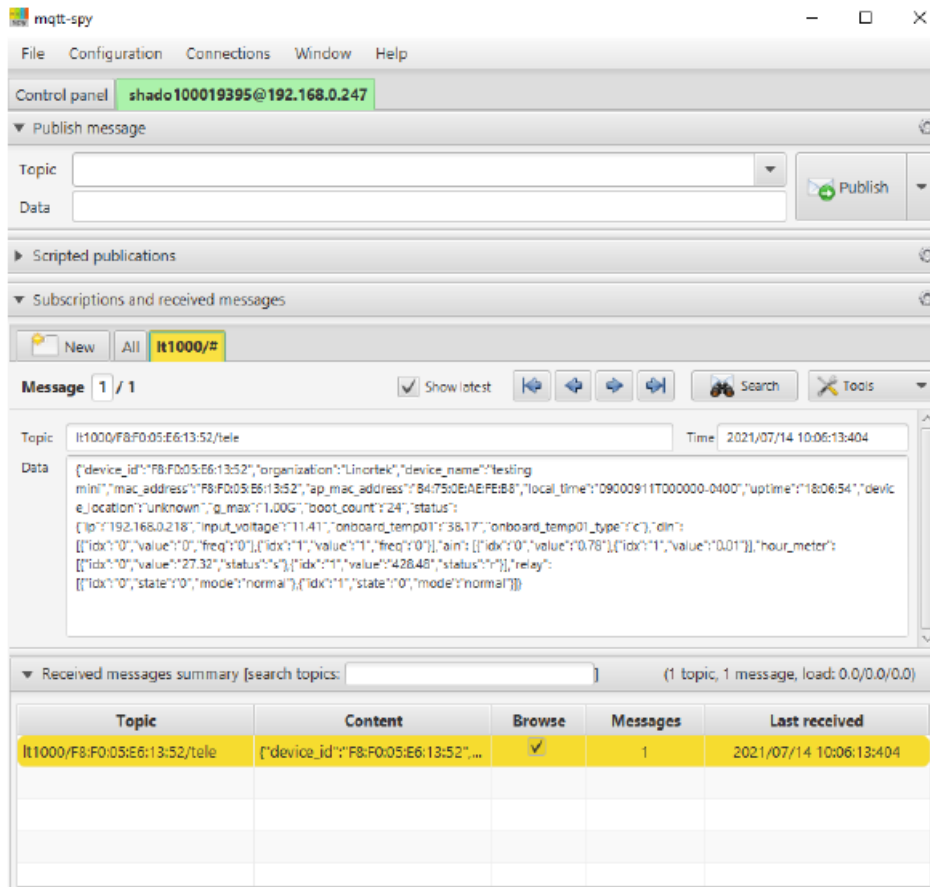 mqtt-spy
File Configuration Connections Window Help
Control panel shado100019395@192.168.0.247
Publish message
Topic
Publish
Data
Scripted publications
Subscriptions and received messages
New All lt1000/#
Message 1 / 1 Show latest Search Tools
Topic lt1000/F8:F0:05:E6:13:52/tele Time 2021/07/14 10:06:13:404
Data {"device_id":"F8:F0:05:E6:13:52","organization":"Linortek","device_name":"testing
mini","mac_address":"F8:F0:05:E6:13:52","ap_mac_address":"B4:75:0E:AE:FE:B8","local_time":"09000911T000000-0400","uptime":"18:06:54","devic
e_location":"unknown","g_max":"1.00G","boot_count":"24","status":
{"ip":"192.168.0.218","input_voltage":"11.41","onboard_temp01":"38.17","onboard_temp01_type":"c"},"din":
[{"idx":"0","value":"0","freq":"0"},{"idx":"1","value":"1","freq":"0"}],"ain": [{"idx":"0","value":"0.78"},{"idx":"1","value":"0.01"}],"hour_meter":
[{"idx":"0","value":"27.32","status":"s"},{"idx":"1","value":"428.48","status":"r"}],"relay":
[{"idx":"0","state":"0","mode":"normal"},{"idx":"1","state":"0","mode":"normal"}]}
Received messages summary [search topics: ] (1 topic, 1 message, load: 0.0/0.0/0.0)
Topic Content Browse Messages Last received
lt1000/F8:F0:05:E6:13:52/tele {"device_id":"F8:F0:05:E6:13:52",... 1 2021/07/14 10:06:13:404